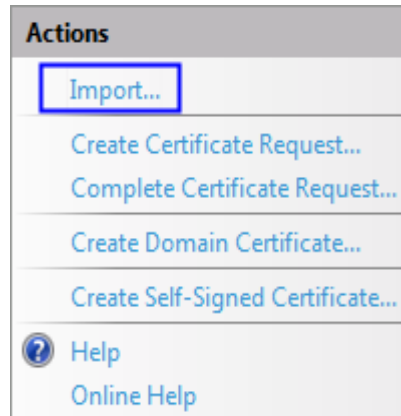 Actions
Import...
Create Certificate Request...
Complete Certificate Request...
Create Domain Certificate...
Create Self-Signed Certificate...
Help
Online Help